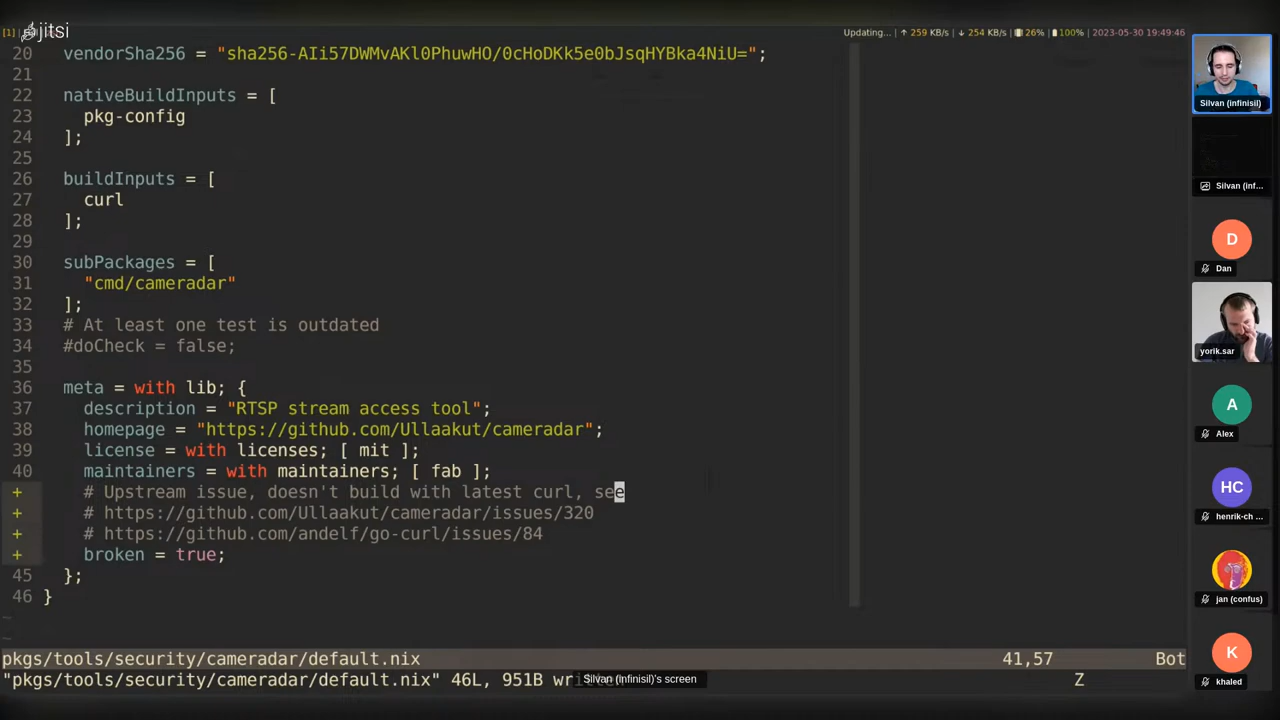 jitsi
[1]
Updating… | ↑ 259 KB/s | ↓ 254 KB/s | 26% | 100% | 2023-05-30 19:49:46
20 vendorSha256 = "sha256-AIi57DWMvAKl0PhuwHO/0cHoDKk5e0bJsqHYBka4NiU=";
21
22 nativeBuildInputs = [
23 pkg-config
24 ];
25
26 buildInputs = [
27 curl
28 ];
29
30 subPackages = [
31 "cmd/cameradar"
32 ];
33 # At least one test is outdated
34 #doCheck = false;
35
36 meta = with lib; {
37 description = "RTSP stream access tool";
38 homepage = "https://github.com/Ullaakut/cameradar";
39 license = with licenses; [ mit ];
40 maintainers = with maintainers; [ fab ];
+ # Upstream issue, doesn't build with latest curl, see
+ # https://github.com/Ullaakut/cameradar/issues/320
+ # https://github.com/andelf/go-curl/issues/84
+ broken = true;
45 };
46 }
~
~
pkgs/tools/security/cameradar/default.nix 41,57 Bot
"pkgs/tools/security/cameradar/default.nix" 46L, 951B Z
Silvan (infinisil)'s screen
Silvan (infinisil)
Silvan (inf...
D
Dan
yorik.sar
A
Alex
HC
henrik-ch
jan (confus)
K
khaled